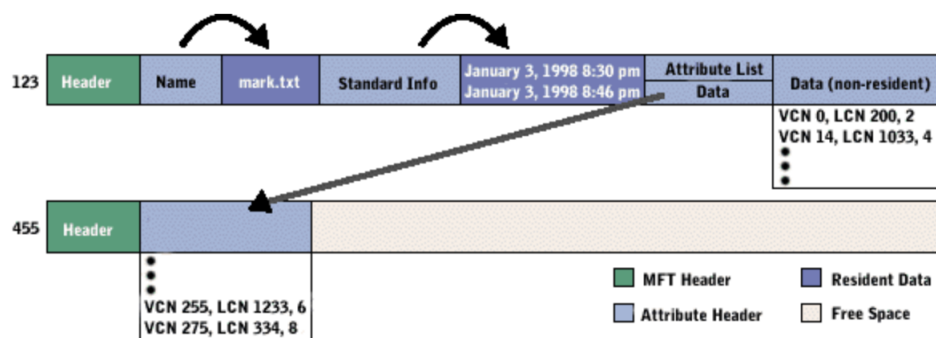 123
Header
Name
mark.txt
Standard Info
January 3, 1998 8:30 pm
January 3, 1998 8:46 pm
Attribute List
Data
Data (non-resident)
VCN 0, LCN 200, 2
VCN 14, LCN 1033, 4
455
Header
VCN 255, LCN 1233, 6
VCN 275, LCN 334, 8
MFT Header
Resident Data
Attribute Header
Free Space